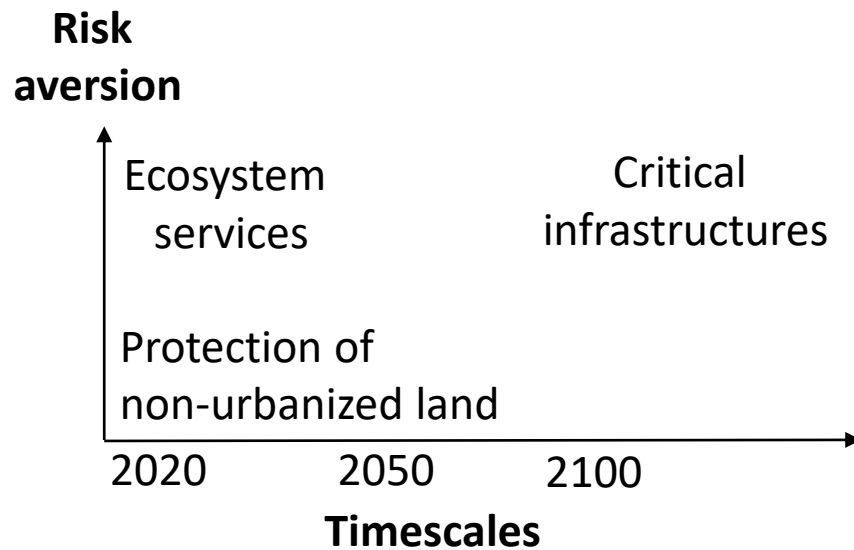 Risk
aversion
Ecosystem
services
Critical
infrastructures
Protection of
non-urbanized land
2020
2050
2100
Timescales